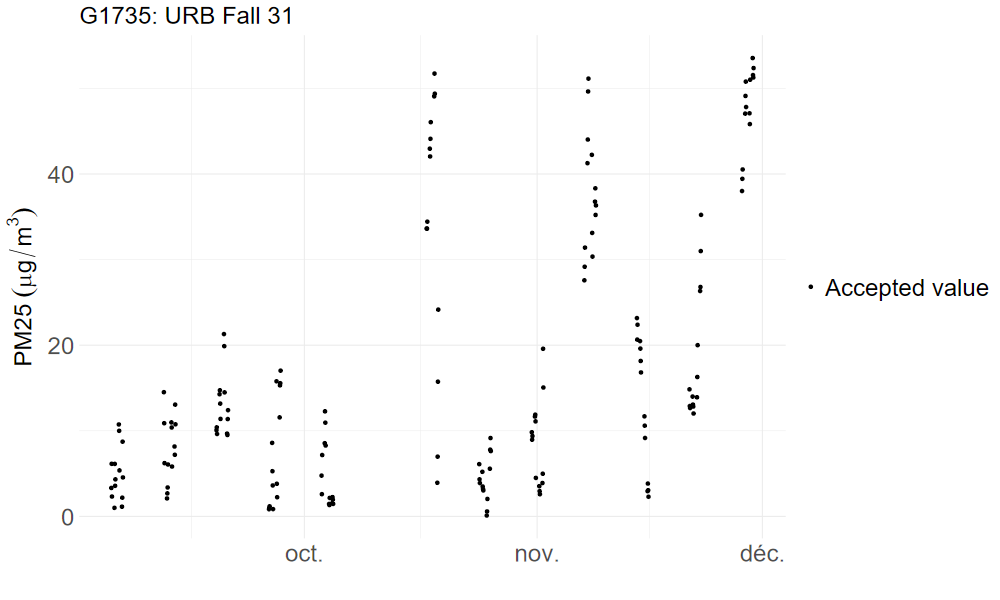 G1735: URB Fall 31
PM25 (μg/m³)
40
20
0
oct.
nov.
déc.
Accepted value